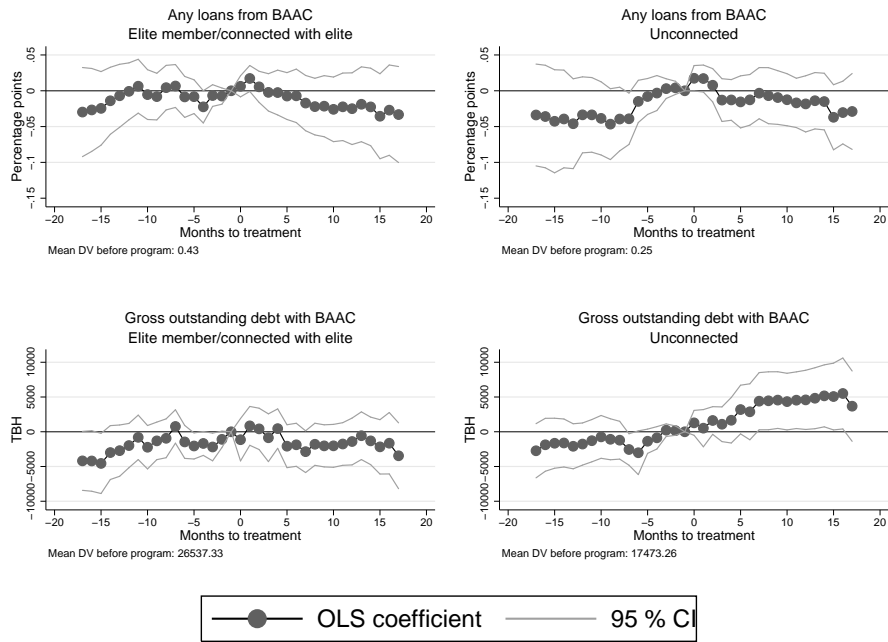 Any loans from BAAC
Elite member/connected with elite
Percentage points
.05
0
−.05
−.1
−.15
−20 −15 −10 −5 0 5 10 15 20
Months to treatment
Mean DV before program: 0.43
Any loans from BAAC
Unconnected
Percentage points
.05
0
−.05
−.1
−.15
−20 −15 −10 −5 0 5 10 15 20
Months to treatment
Mean DV before program: 0.25
Gross outstanding debt with BAAC
Elite member/connected with elite
TBH
10000
5000
0
−5000
−10000
−20 −15 −10 −5 0 5 10 15 20
Months to treatment
Mean DV before program: 26537.33
Gross outstanding debt with BAAC
Unconnected
TBH
10000
5000
0
−5000
−10000
−20 −15 −10 −5 0 5 10 15 20
Months to treatment
Mean DV before program: 17473.26
OLS coefficient 95 % CI